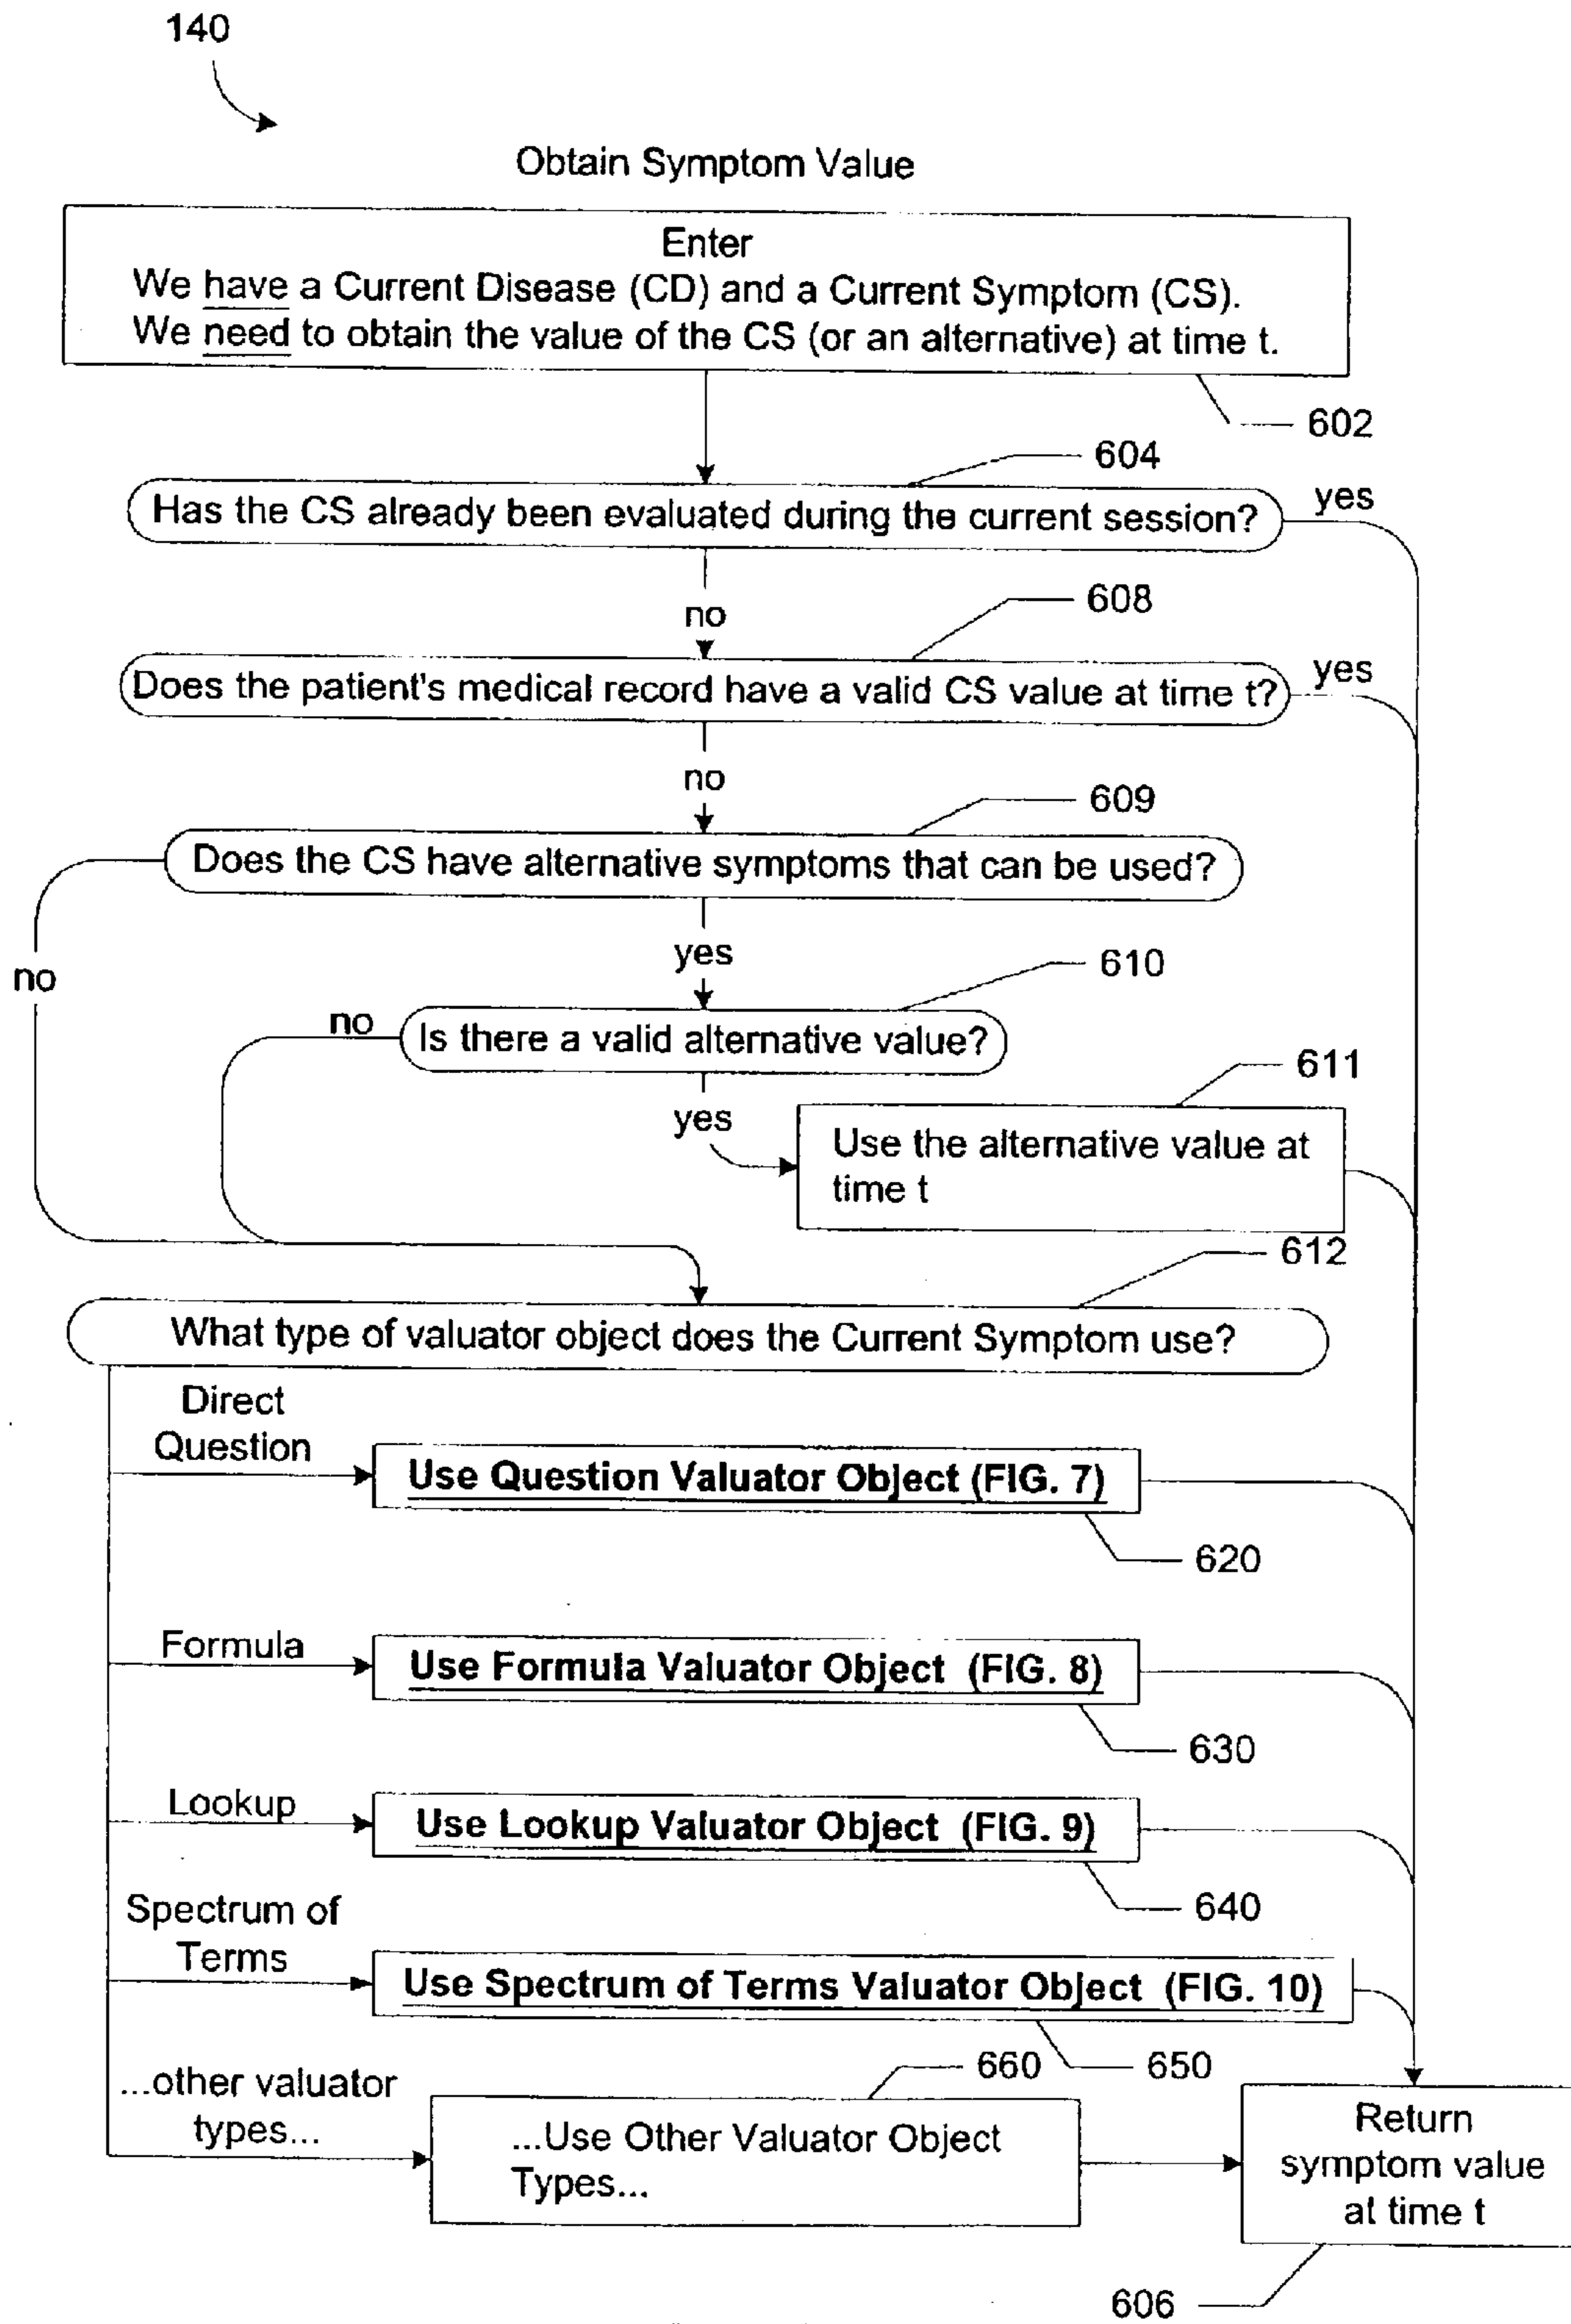 140
Obtain Symptom Value
Enter
We have a Current Disease (CD) and a Current Symptom (CS).
We need to obtain the value of the CS (or an alternative) at time t.
602
604
Has the CS already been evaluated during the current session?
yes
no
608
Does the patient's medical record have a valid CS value at time t?
yes
no
609
Does the CS have alternative symptoms that can be used?
no
yes
610
no
Is there a valid alternative value?
yes
611
Use the alternative value at
time t
612
What type of valuator object does the Current Symptom use?
Direct
Question
Use Question Valuator Object (FIG. 7)
620
Formula
Use Formula Valuator Object (FIG. 8)
630
Lookup
Use Lookup Valuator Object (FIG. 9)
640
Spectrum of
Terms
Use Spectrum of Terms Valuator Object (FIG. 10)
650
660
...other valuator
types...
...Use Other Valuator Object
Types...
Return
symptom value
at time t
606